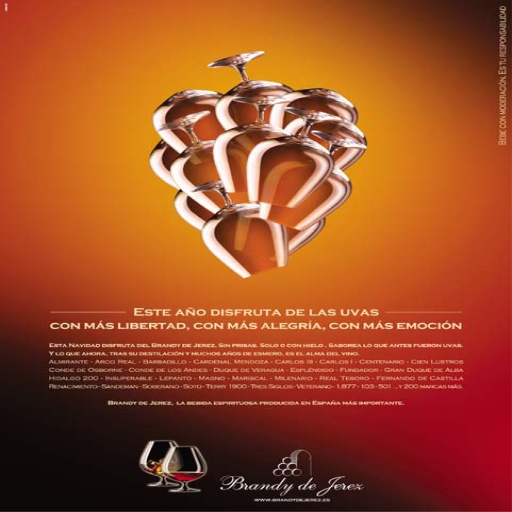 BEBE CON MODERACIÓN. ES TU RESPONSABILIDAD
ESTE AÑO DISFRUTA DE LAS UVAS
CON MÁS LIBERTAD, CON MÁS ALEGRÍA, CON MÁS EMOCIÓN
ESTA NAVIDAD DISFRUTA DEL BRANDY DE JEREZ. SIN PRISAS. SOLO O CON HIELO. SABOREA LO QUE ANTES FUERON UVAS.
Y LO QUE AHORA, TRAS SU DESTILACIÓN Y MUCHOS AÑOS DE ESMERO, ES EL ALMA DEL VINO.
ALMIRANTE - ARCO REAL - BARBADILLO - CARDENAL MENDOZA - CARLOS III - CARLOS I - CENTENARIO - CIEN LUSTROS
CONDE DE OSBORNE - CONDE DE LOS ANDES - DUQUE DE VERAGUA - ESPLÉNDIDO - FUNDADOR - GRAN DUQUE DE ALBA
HIDALGO 200 - INSUPERABLE - LEPANTO - MAGNO - MARISCAL - MILENARIO - REAL TESORO - FERNANDO DE CASTILLA
RENACIMIENTO - SANDEMAN - SOBERANO - SOTO - TERRY 1900 - TRES SIGLOS - VETERANO - 1.877 - 103 - 501 ...Y 200 MARCAS MÁS.
BRANDY DE JEREZ, LA BEBIDA ESPIRITUOSA PRODUCIDA EN ESPAÑA MÁS IMPORTANTE.
Brandy de Jerez
WWW.BRANDYDEJEREZ.ES